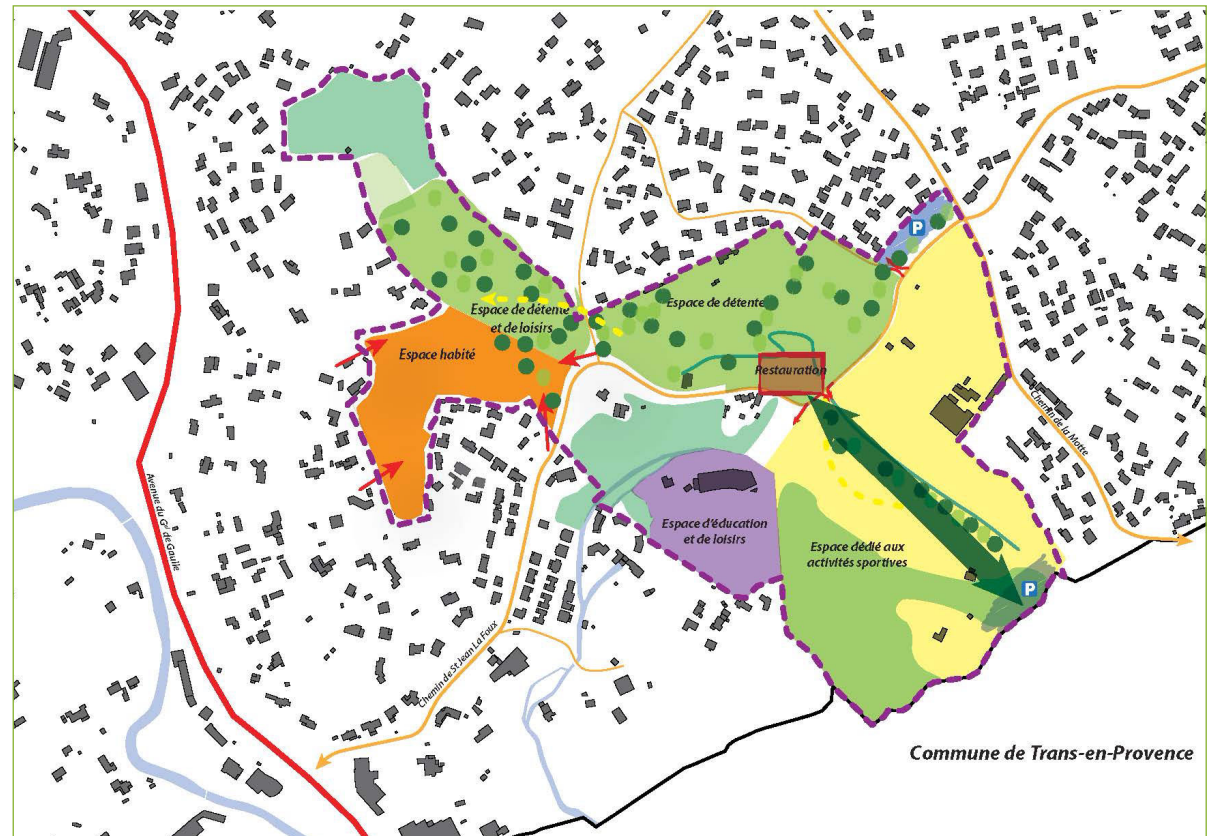 P
Espace de détente
Espace de détente
et de loisirs
Espace habité
Restauration
Chemin de la Motte
Avenue du Gᵃˡ de Gaulle
Espace d'éducation
et de loisirs
Espace dédié aux
activités sportives
P
Chemin de St Jean La Foux
Commune de Trans-en-Provence